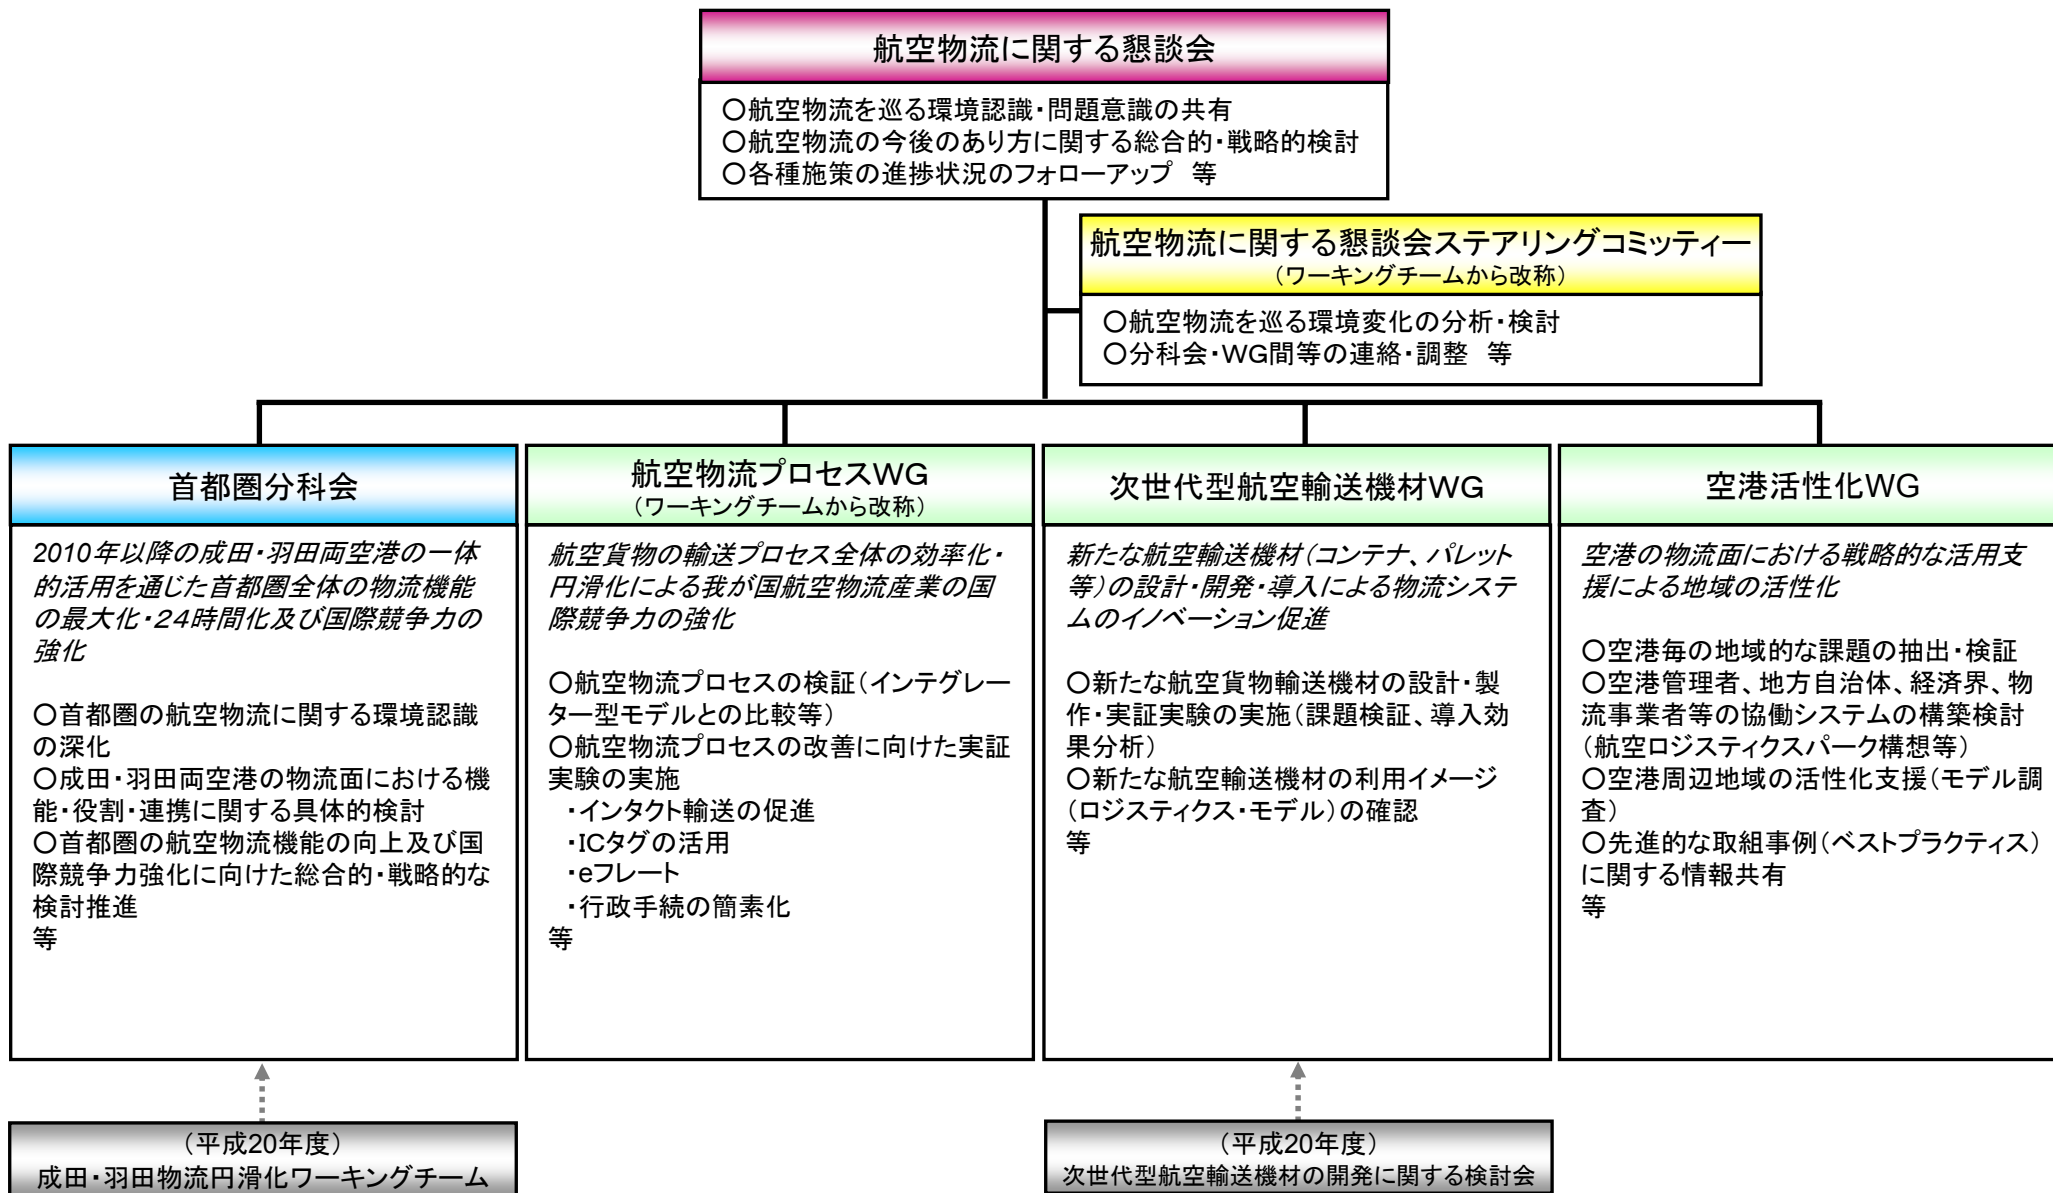 航空物流に関する懇談会
○航空物流を巡る環境認識・問題意識の共有
○航空物流の今後のあり方に関する総合的・戦略的検討
○各種施策の進捗状況のフォローアップ 等
航空物流に関する懇談会ステアリングコミッティー
（ワーキングチームから改称）
○航空物流を巡る環境変化の分析・検討
○分科会・WG間等の連絡・調整 等
首都圏分科会
2010年以降の成田・羽田両空港の一体
的活用を通じた首都圏全体の物流機能
の最大化・24時間化及び国際競争力の
強化
○首都圏の航空物流に関する環境認識
の深化
○成田・羽田両空港の物流面における機
能・役割・連携に関する具体的検討
○首都圏の航空物流機能の向上及び国
際競争力強化に向けた総合的・戦略的な
検討推進
等
航空物流プロセスWG
（ワーキングチームから改称）
航空貨物の輸送プロセス全体の効率化・
円滑化による我が国航空物流産業の国
際競争力の強化
○航空物流プロセスの検証（インテグレー
ター型モデルとの比較等）
○航空物流プロセスの改善に向けた実証
実験の実施
・インタクト輸送の促進
・ICタグの活用
・eフレート
・行政手続の簡素化
等
次世代型航空輸送機材WG
新たな航空輸送機材（コンテナ、パレット
等）の設計・開発・導入による物流システ
ムのイノベーション促進
○新たな航空貨物輸送機材の設計・製
作・実証実験の実施（課題検証、導入効
果分析）
○新たな航空輸送機材の利用イメージ
（ロジスティクス・モデル）の確認
等
空港活性化WG
空港の物流面における戦略的な活用支
援による地域の活性化
○空港毎の地域的な課題の抽出・検証
○空港管理者、地方自治体、経済界、物
流事業者等の協働システムの構築検討
（航空ロジスティクスパーク構想等）
○空港周辺地域の活性化支援（モデル調
査）
○先進的な取組事例（ベストプラクティス）
に関する情報共有
等
（平成20年度）
成田・羽田物流円滑化ワーキングチーム
（平成20年度）
次世代型航空輸送機材の開発に関する検討会